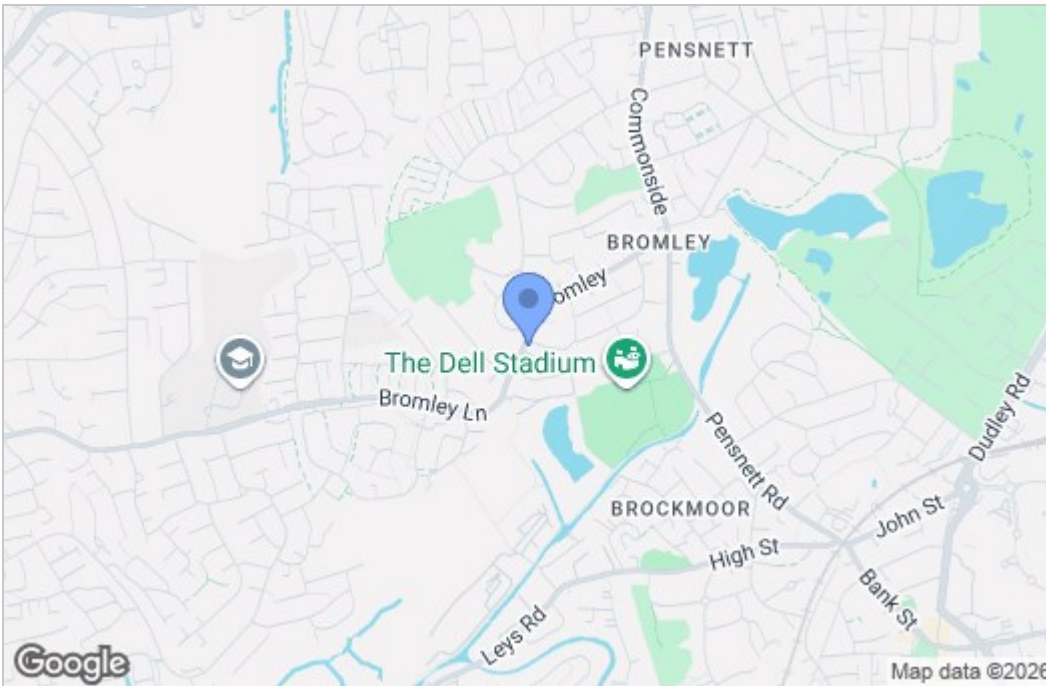 PENSNETT
Commonside
BROMLEY
omley
The Dell Stadium
Bromley Ln
Dudley Rd
Pensnett Rd
BROCKMOOR
John St
High St
Bank St
Leys Rd
Google
Map data ©2026